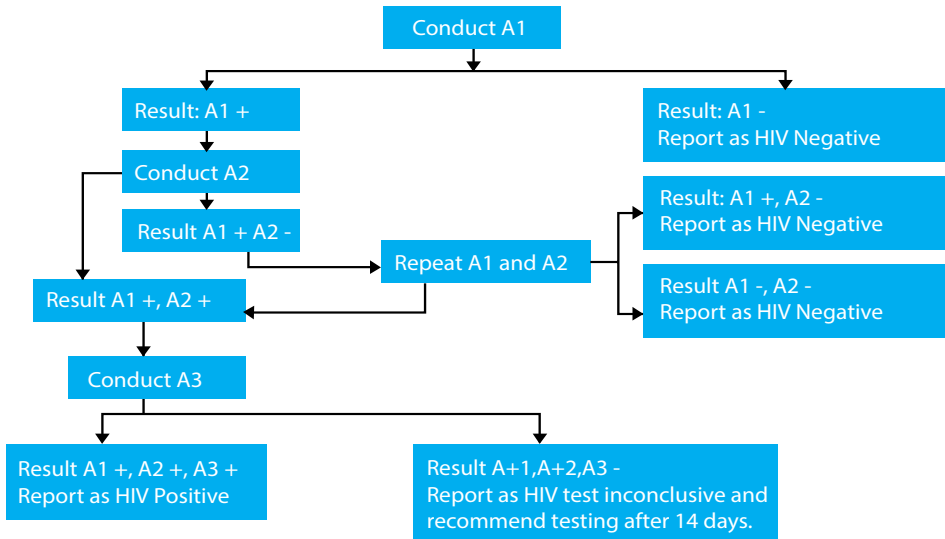 Conduct A1
Result: A1 +
Result: A1 -
Report as HIV Negative
Conduct A2
Result: A1 +, A2 -
Report as HIV Negative
Result A1 + A2 -
Repeat A1 and A2
Result A1 -, A2 -
Report as HIV Negative
Result A1 +, A2 +
Conduct A3
Result A1 +, A2 +, A3 +
Report as HIV Positive
Result A+1,A+2,A3 -
Report as HIV test inconclusive and
recommend testing after 14 days.